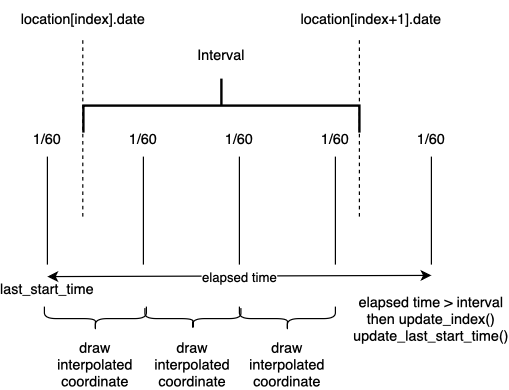 location[index].date
location[index+1].date
Interval
1/60
1/60
1/60
1/60
1/60
elapsed time
last_start_time
elapsed time > interval
then update_index()
update_last_start_time()
draw
interpolated
coordinate
draw
interpolated
coordinate
draw
interpolated
coordinate